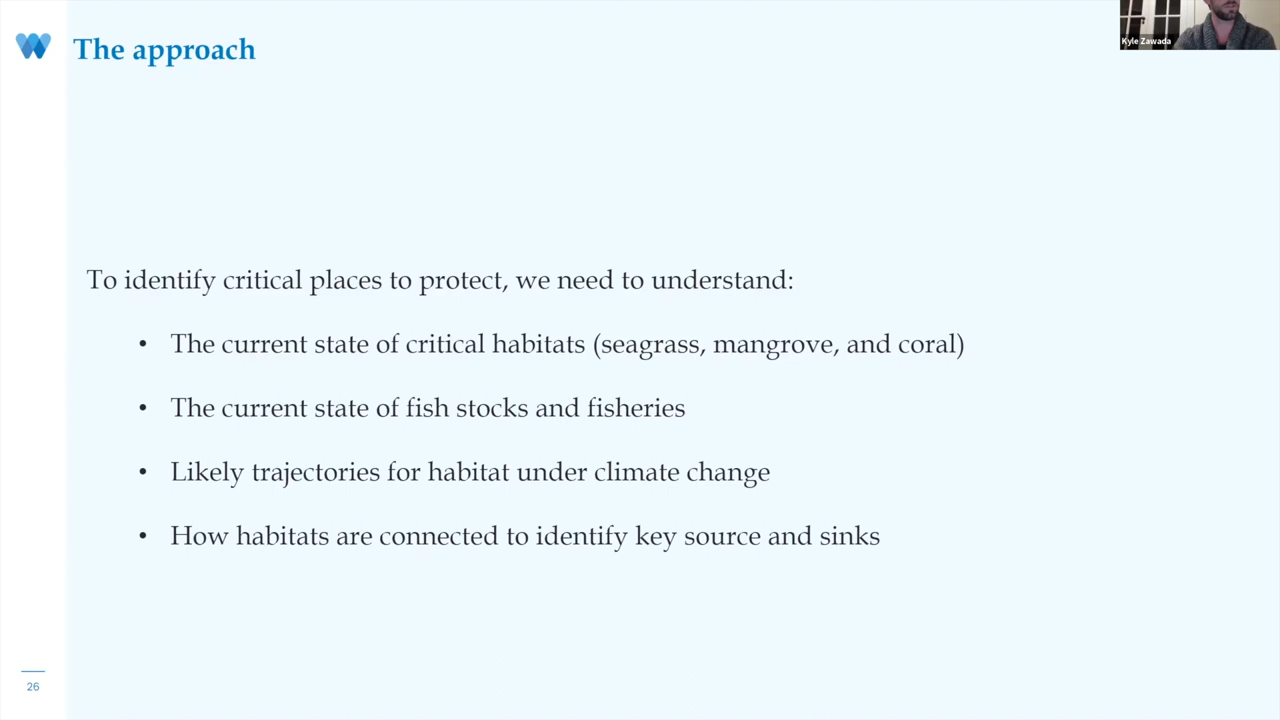 The approach
Kyle Zawada
To identify critical places to protect, we need to understand:
• The current state of critical habitats (seagrass, mangrove, and coral)
• The current state of fish stocks and fisheries
• Likely trajectories for habitat under climate change
• How habitats are connected to identify key source and sinks
26